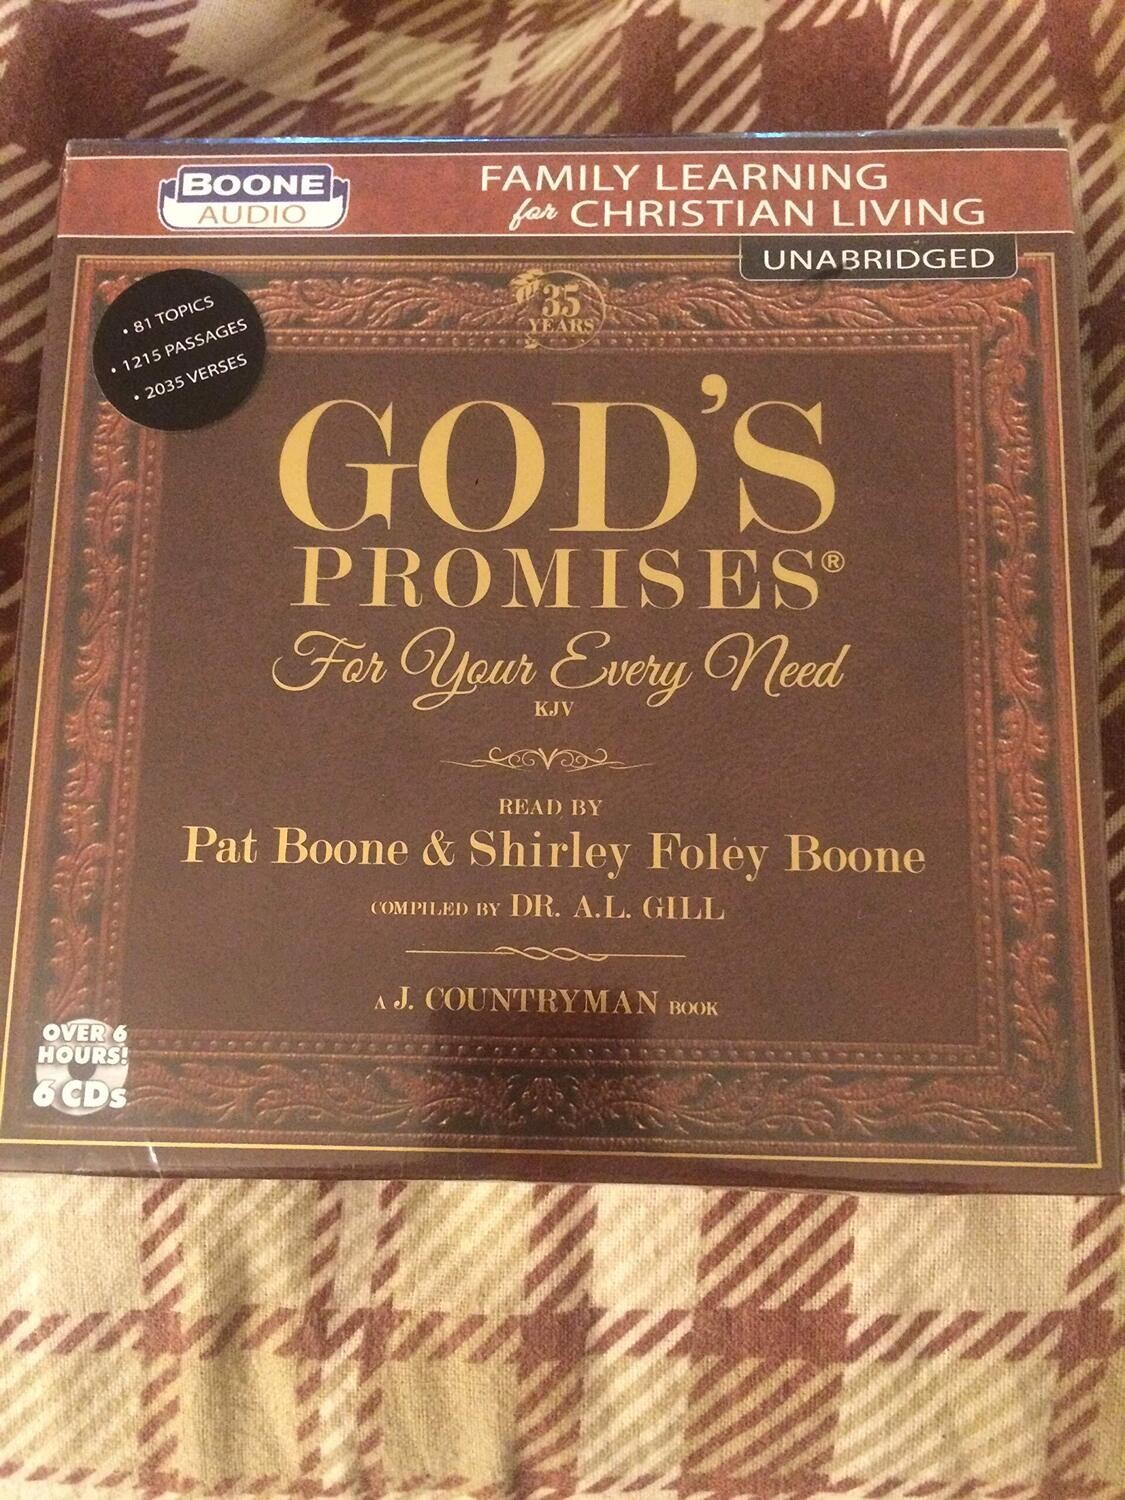 BOONE
AUDIO
FAMILY LEARNING
for CHRISTIAN LIVING
UNABRIDGED
• 81 TOPICS
• 1215 PASSAGES
• 2035 VERSES
35
YEARS
GOD'S
PROMISES®
For Your Every Need
KJV
READ BY
Pat Boone & Shirley Foley Boone
COMPILED BY DR. A.L. GILL
A J. COUNTRYMAN BOOK
OVER 6
HOURS!
6 CDs